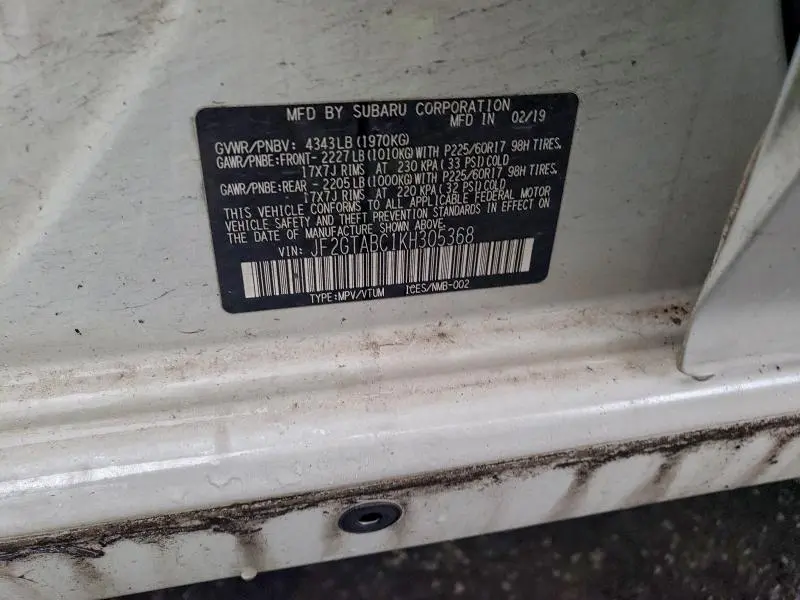 MFD BY SUBARU CORPORATION
MFD IN 02/19
GVWR/PNBV: 4343LB(1970KG)
GAWR/PNBE:FRONT- 2227LB(1010KG)WITH P225/60R17 98H TIRES,
17X7J RIMS AT 230 KPA(33 PSI)COLD
GAWR/PNBE:REAR - 2205LB(1000KG)WITH P225/60R17 98H TIRES,
17X7J RIMS AT 220 KPA(32 PSI)COLD
THIS VEHICLE CONFORMS TO ALL APPLICABLE FEDERAL MOTOR
VEHICLE SAFETY AND THEFT PREVENTION STANDARDS IN EFFECT ON
THE DATE OF MANUFACTURE SHOWN ABOVE.
VIN: JF2GTABC1KH305368
TYPE:MPV/VTUM ICES/NMB-002